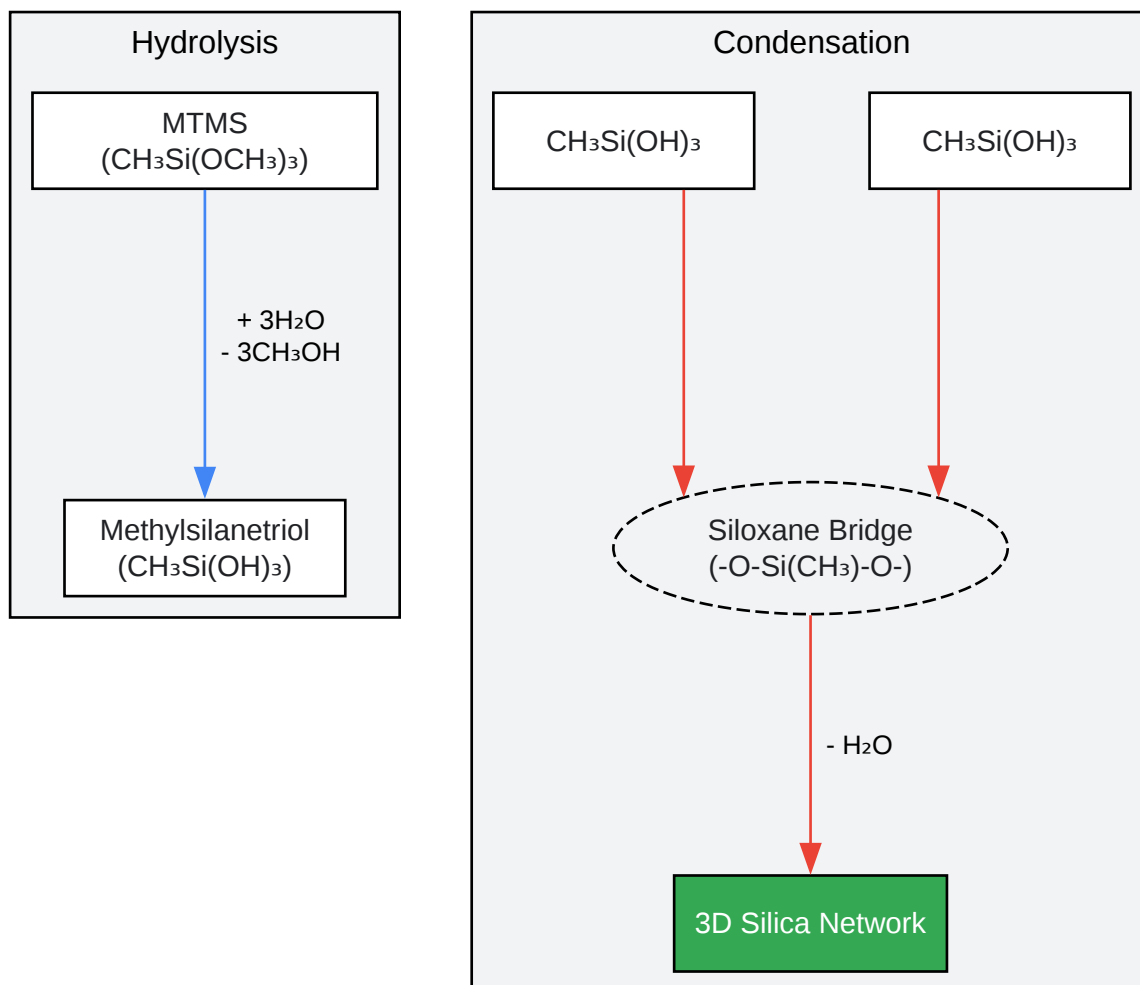 Hydrolysis
MTMS
(CH₃Si(OCH₃)₃)
+ 3H₂O
- 3CH₃OH
Methylsilanetriol
(CH₃Si(OH)₃)
Condensation
CH₃Si(OH)₃
CH₃Si(OH)₃
Siloxane Bridge
(-O-Si(CH₃)-O-)
- H₂O
3D Silica Network